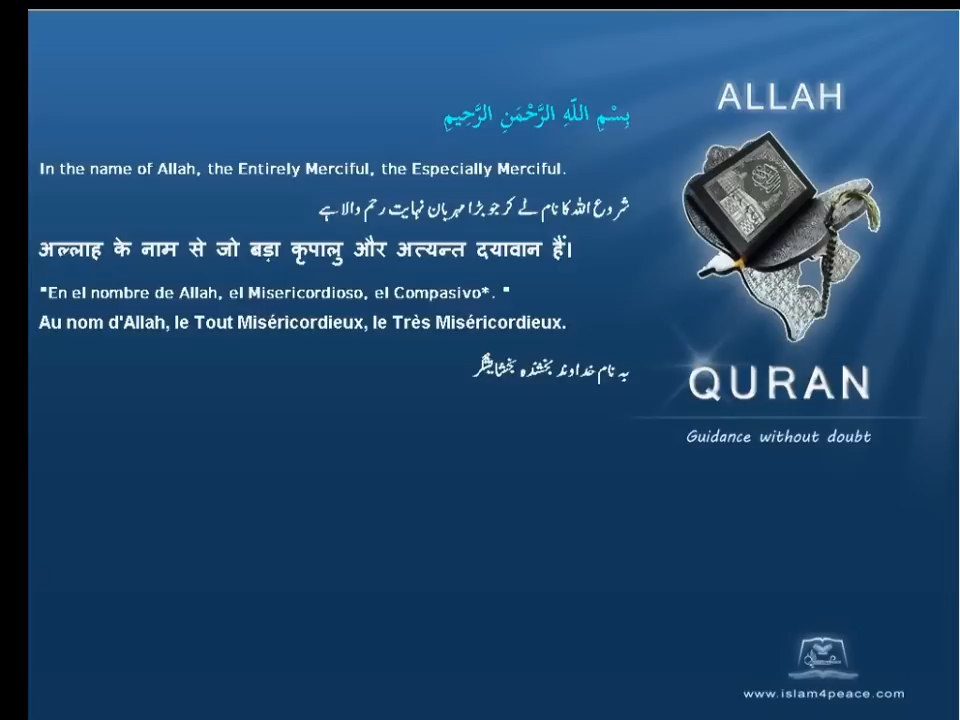 بِسْمِ اللَّهِ الرَّحْمَنِ الرَّحِيمِ
In the name of Allah, the Entirely Merciful, the Especially Merciful.
شروع الله کا نام لے کر جو بڑا مہربان نہایت رحم والا ہے
अल्लाह के नाम से जो बड़ा कृपालु और अत्यन्त दयावान हैं।
"En el nombre de Allah, el Misericordioso, el Compasivo*. "
Au nom d'Allah, le Tout Miséricordieux, le Très Miséricordieux.
به نام خداوند بخشنده بخشایشگر
ALLAH
QURAN
Guidance without doubt
www.islam4peace.com